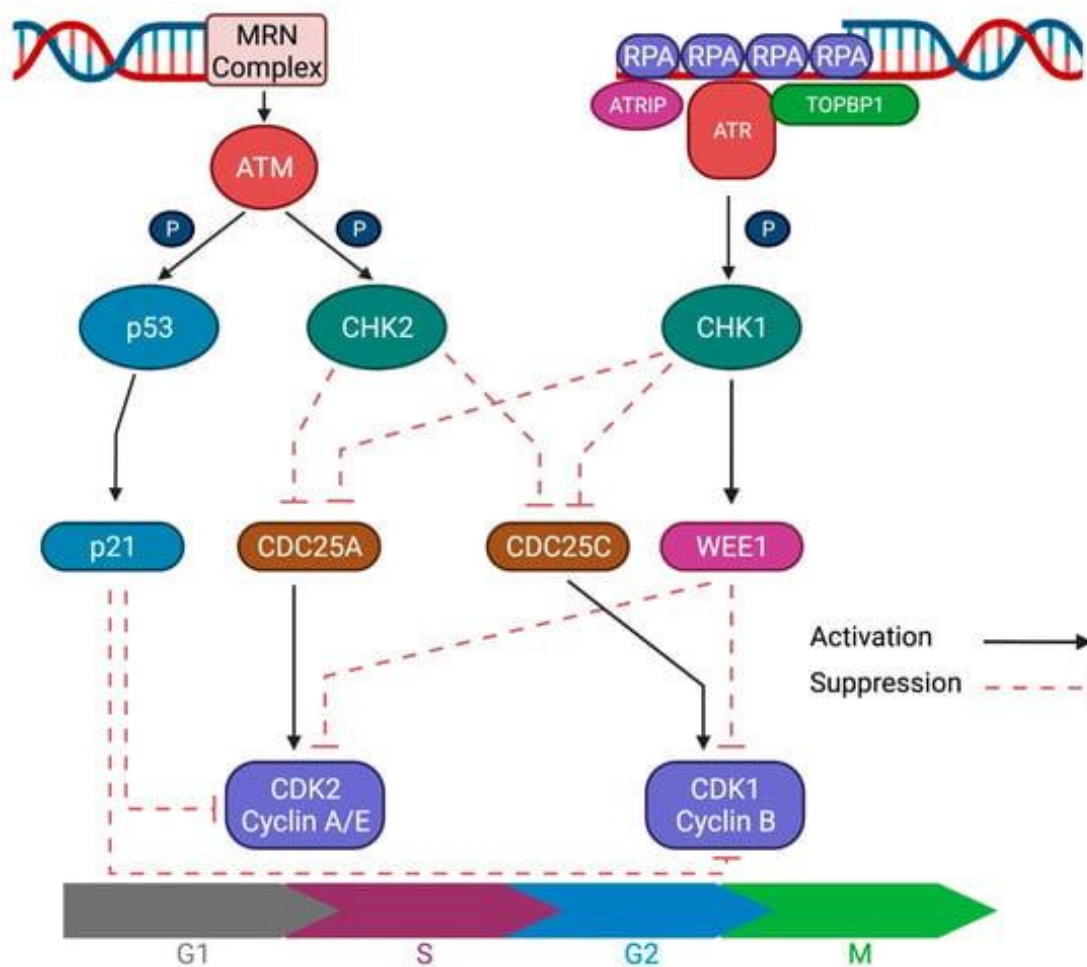 MRN
Complex
RPA RPA RPA RPA
ATRIP
ATR
TOPBP1
ATM
P
P
P
p53
CHK2
CHK1
p21
CDC25A
CDC25C
WEE1
Activation
Suppression
CDK2
Cyclin A/E
CDK1
Cyclin B
G1
S
G2
M